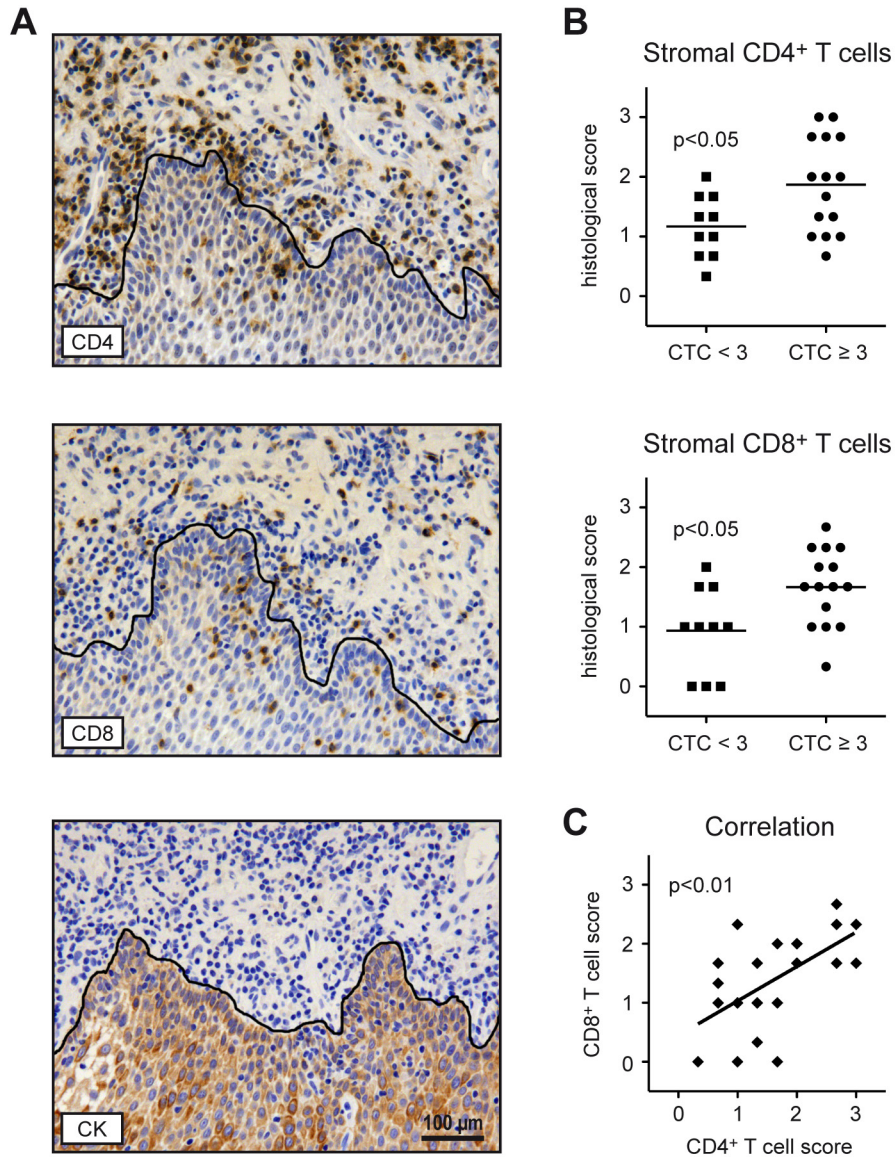 A
CD4
CD8
CK
100 µm
B
Stromal CD4⁺ T cells
histological score
3
2
1
0
p<0.05
CTC < 3
CTC ≥ 3
Stromal CD8⁺ T cells
histological score
3
2
1
0
p<0.05
CTC < 3
CTC ≥ 3
C
Correlation
CD8⁺ T cell score
3
2
1
0
p<0.01
0 1 2 3
CD4⁺ T cell score